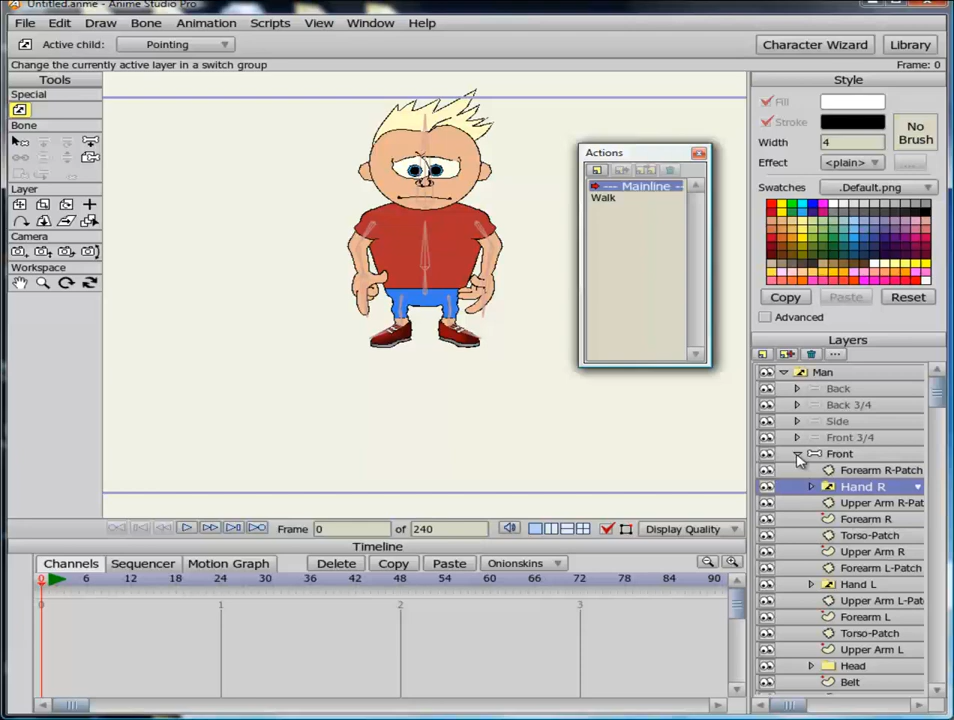 Untitled.anme - Anime Studio Pro
File Edit Draw Bone Animation Scripts View Window Help
Active child: Pointing Character Wizard Library
Change the currently active layer in a switch group Frame: 0
Tools
Special
Bone
Layer
Camera
Workspace
Actions
--- Mainline --
Walk
Style
Fill
Stroke
No Brush
Width 4
Effect <plain> ...
Swatches .Default.png
Copy Paste Reset
Advanced
Layers
...
Man
Back
Back 3/4
Side
Front 3/4
Front
Forearm R-Patch
Hand R
Upper Arm R-Pat
Forearm R
Torso-Patch
Upper Arm R
Forearm L-Patch
Hand L
Upper Arm L-Pat
Forearm L
Torso-Patch
Upper Arm L
Head
Belt
Frame 0 of 240 Display Quality
Timeline
Channels Sequencer Motion Graph Delete Copy Paste Onionskins
0 6 12 18 24 30 36 42 48 54 60 66 72 78 84 90
0 1 2 3